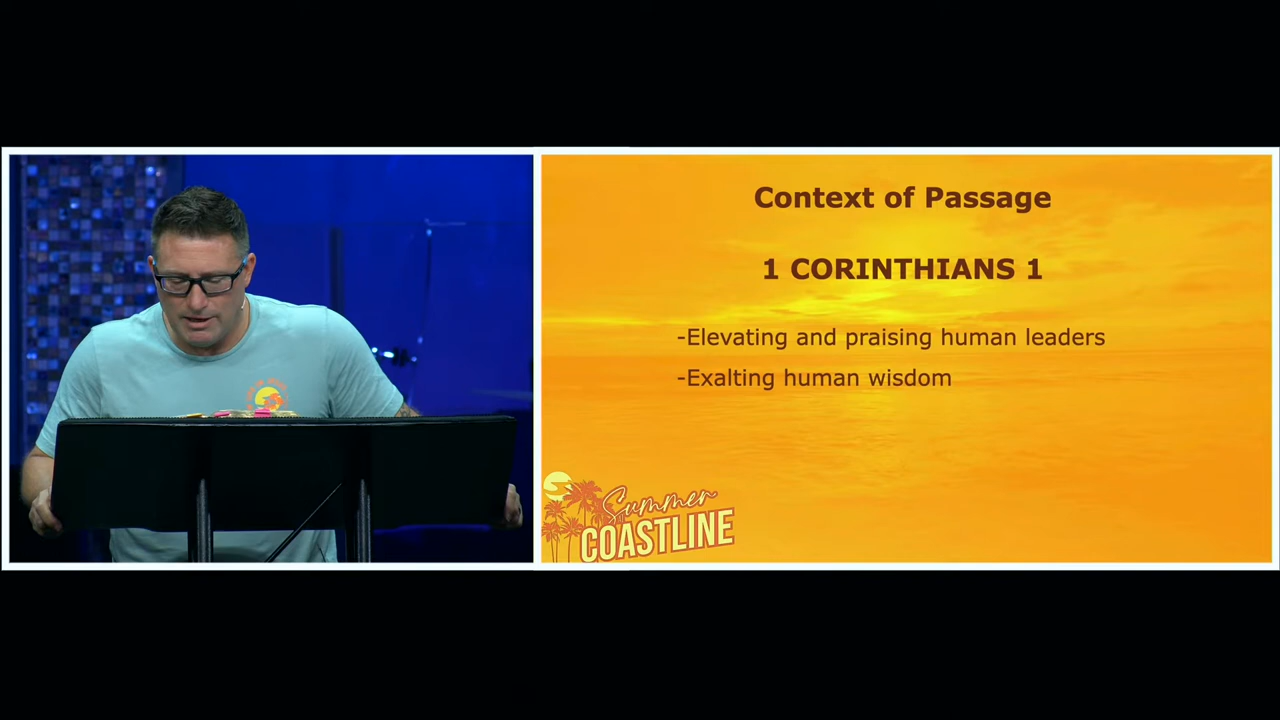 Context of Passage
1 CORINTHIANS 1
-Elevating and praising human leaders
-Exalting human wisdom
Summer
COASTLINE